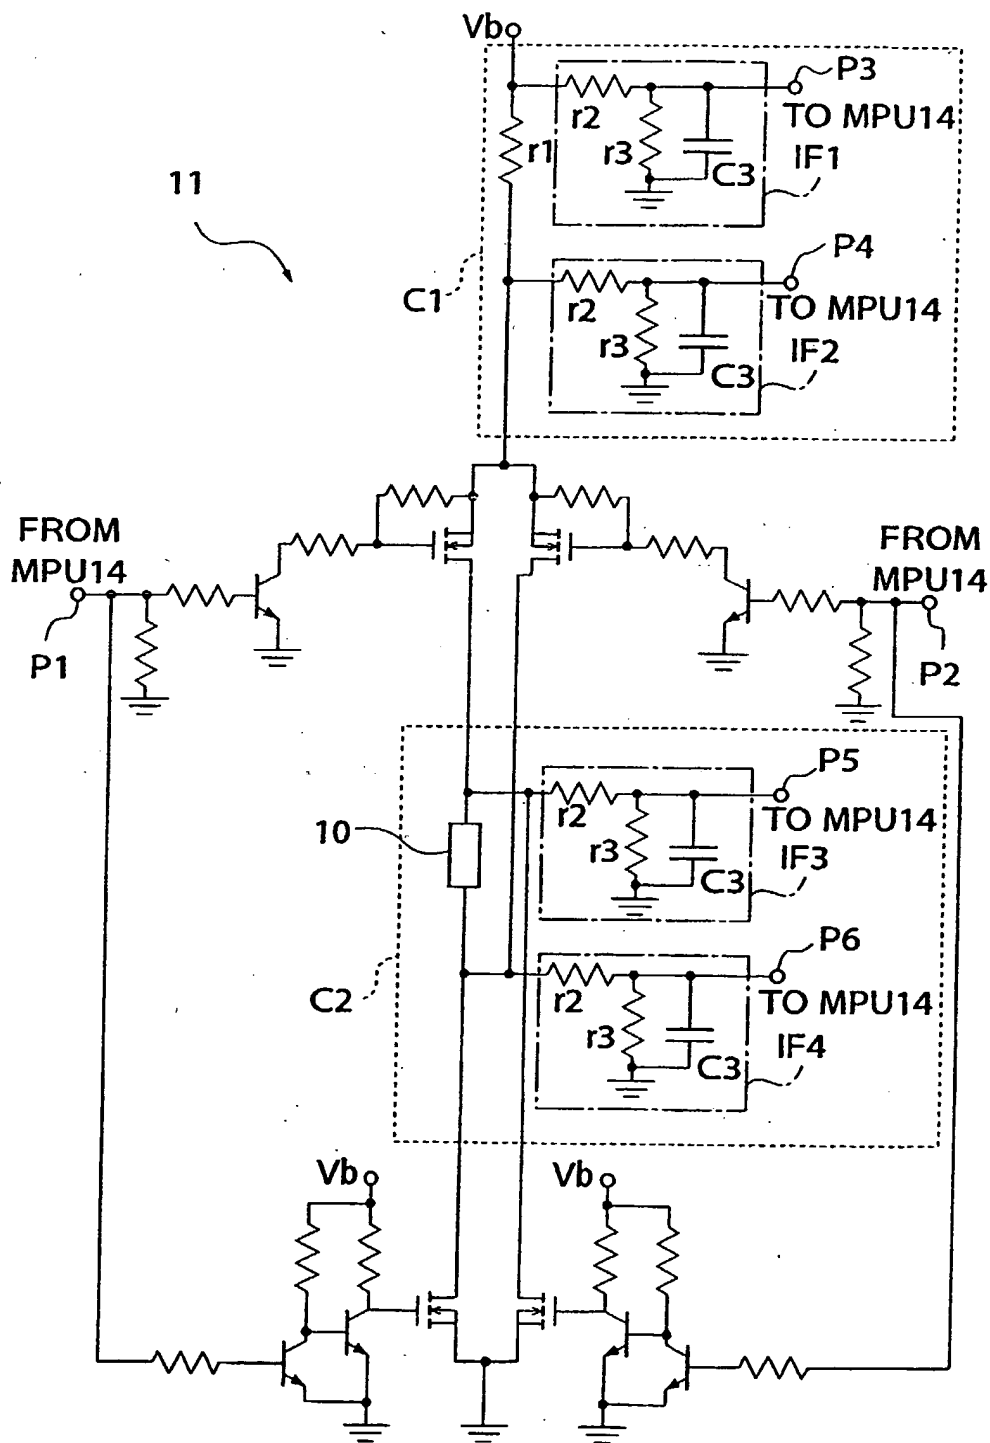 Vb
P3
TO MPU14
r2
r1
r3
C3
IF1
11
P4
C1
TO MPU14
r2
r3
C3
IF2
FROM
MPU14
P1
FROM
MPU14
P2
P5
TO MPU14
10
r2
r3
C3
IF3
P6
C2
TO MPU14
r2
r3
C3
IF4
Vb
Vb